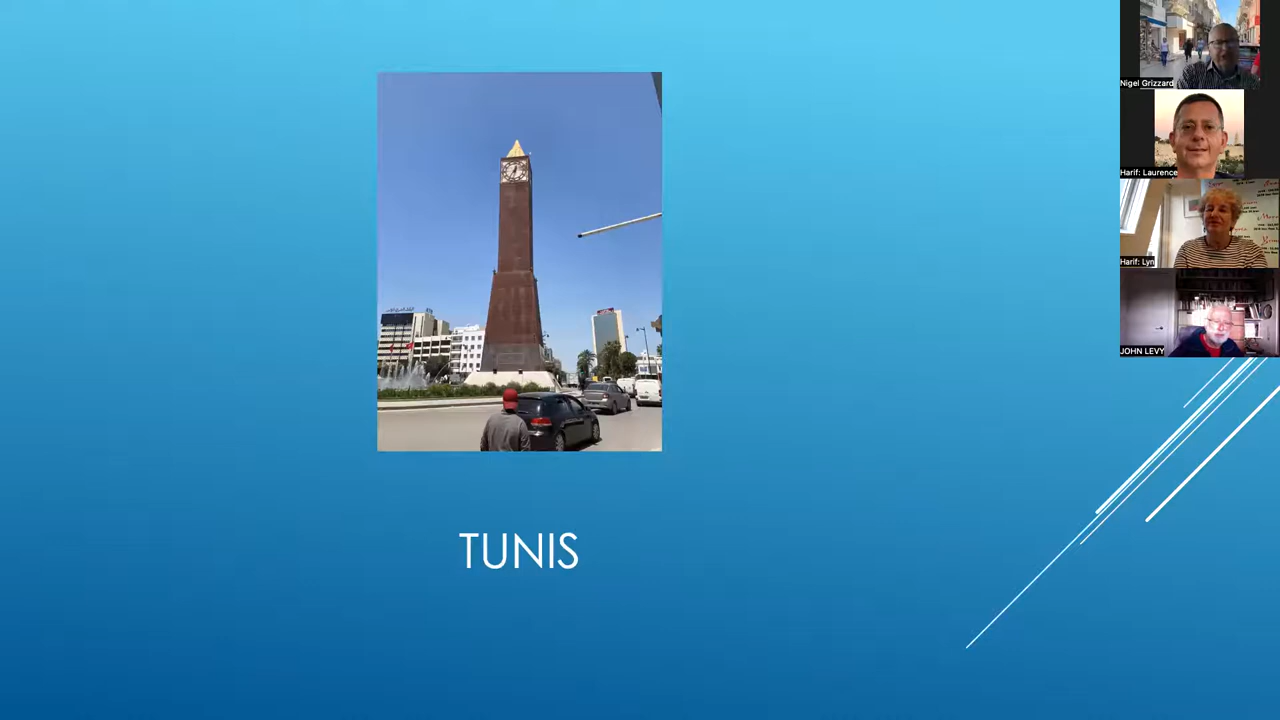 TUNIS
Nigel Grizzard
Harif: Laurence
Harif: Lyn
JOHN LEVY